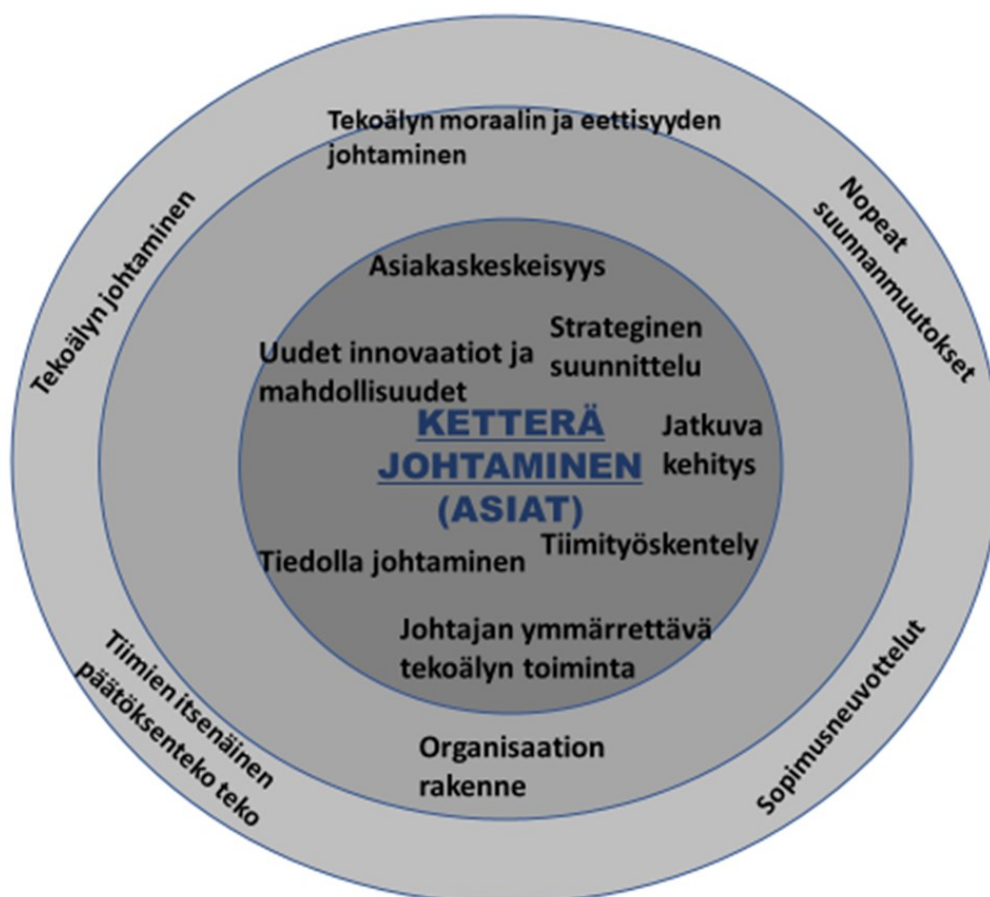 Tekoälyn moraalin ja eettisyyden
johtaminen
Tekoälyn johtaminen
Nopeat
suunnanmuutokset
Asiakaskeskeisyys
Strateginen
suunnittelu
Uudet innovaatiot ja
mahdollisuudet
KETTERÄ
JOHTAMINEN
(ASIAT)
Jatkuva
kehitys
Tiimityöskentely
Tiedolla johtaminen
Johtajan ymmärrettävä
tekoälyn toiminta
Tiimien itsenäinen
päätöksenteko teko
Organisaation
rakenne
Sopimusneuvottelut